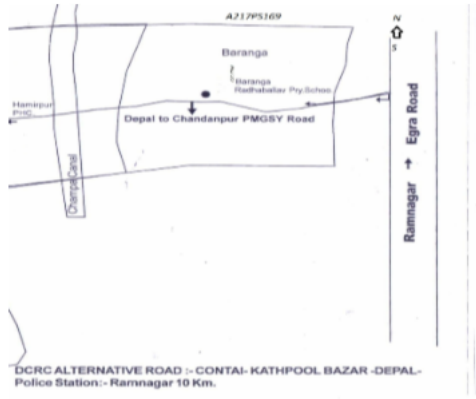 A217PS169
N
S
Baranga
Baranga
Radhaballav Pry.Schoo.
Hamirpur
PHC.
Depal to Chandanpur PMGSY Road
Champa Canal
Ramnagar → Egra Road
DCRC ALTERNATIVE ROAD :- CONTAI- KATHPOOL BAZAR -DEPAL-
Police Station:- Ramnagar 10 Km.